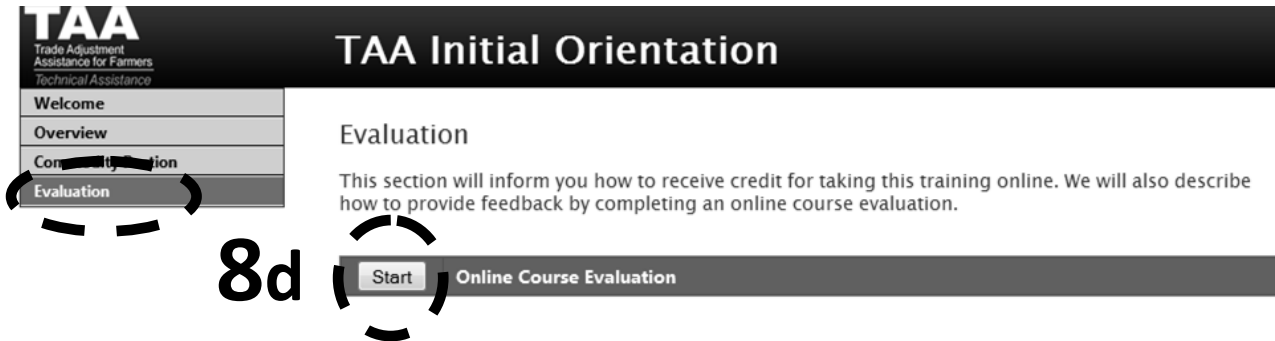 TAA
Trade Adjustment
Assistance for Farmers
Technical Assistance
TAA Initial Orientation
Welcome
Overview
Evaluation
Evaluation
This section will inform you how to receive credit for taking this training online. We will also describe
how to provide feedback by completing an online course evaluation.
8d
Start
Online Course Evaluation